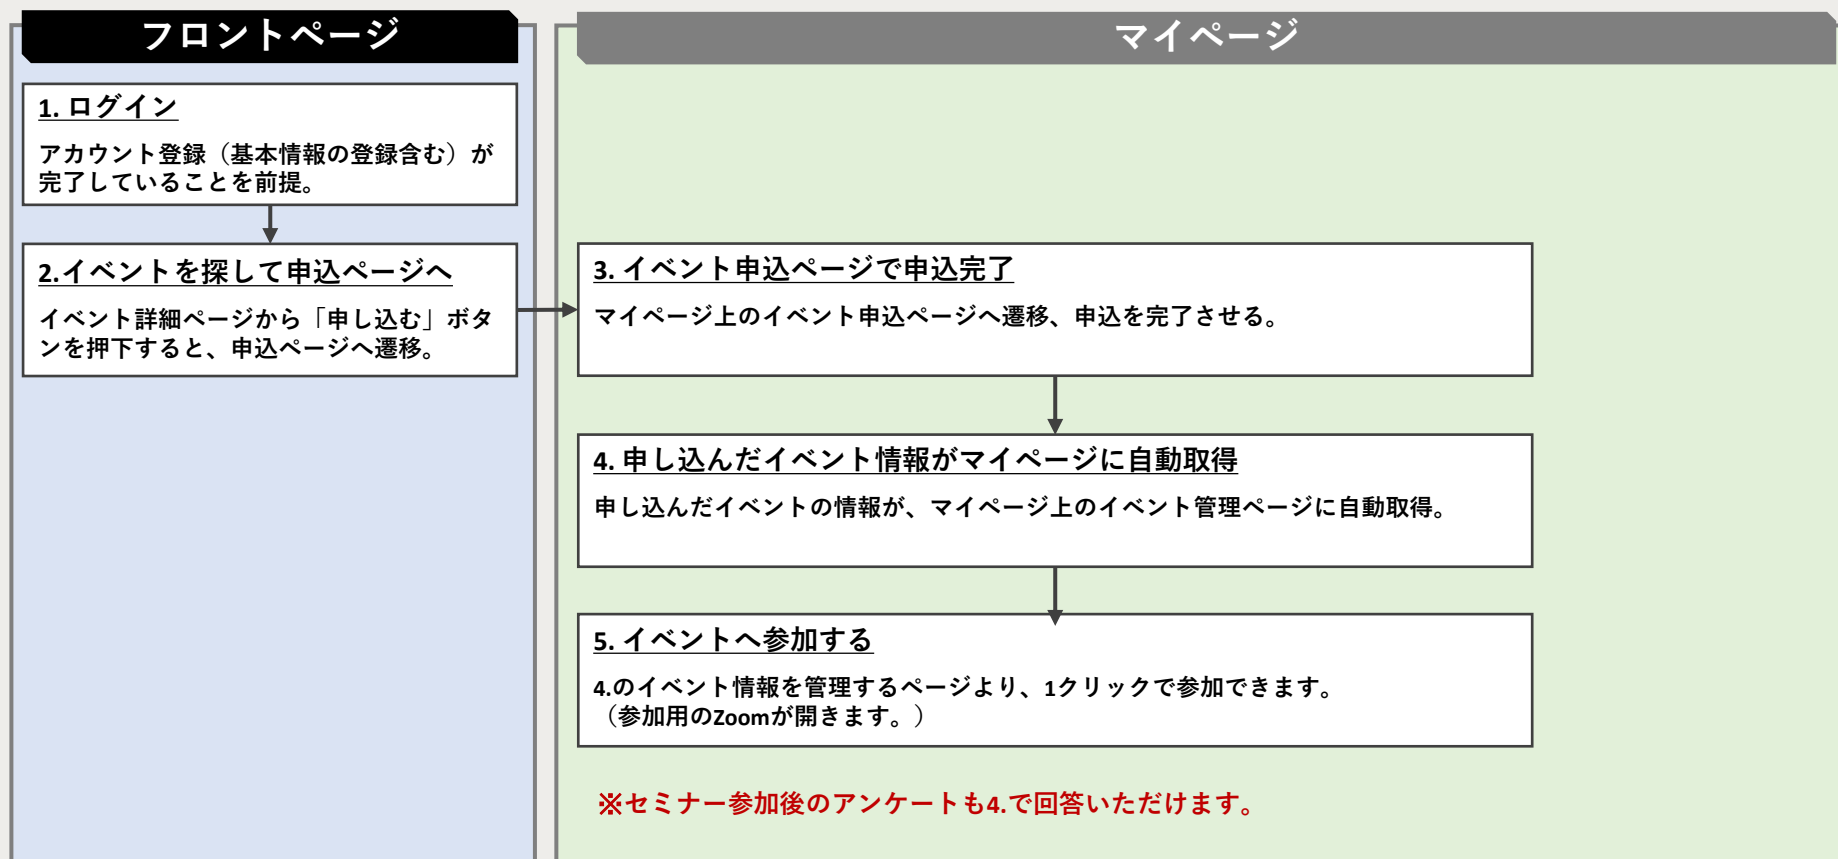 フロントページ
マイページ
1. ログイン
アカウント登録（基本情報の登録含む）が
完了していることを前提。
2.イベントを探して申込ページへ
イベント詳細ページから「申し込む」ボタ
ンを押下すると、申込ページへ遷移。
3. イベント申込ページで申込完了
マイページ上のイベント申込ページへ遷移、申込を完了させる。
4. 申し込んだイベント情報がマイページに自動取得
申し込んだイベントの情報が、マイページ上のイベント管理ページに自動取得。
5. イベントへ参加する
4.のイベント情報を管理するページより、1クリックで参加できます。
（参加用のZoomが開きます。）
※セミナー参加後のアンケートも4.で回答いただけます。